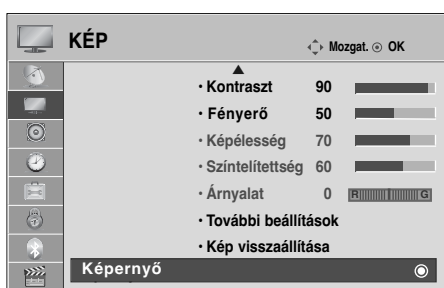 KÉP
Mozgat. OK
• Kontraszt 90
• Fényerő 50
• Képélesség 70
• Színtelítettség 60
• Árnyalat 0 R G
• További beállítások
• Kép visszaállítása
Képernyő